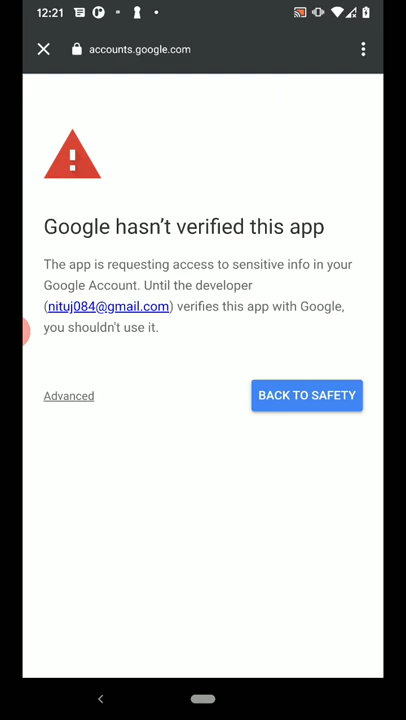 12:21
accounts.google.com
Google hasn't verified this app
The app is requesting access to sensitive info in your
Google Account. Until the developer
(nituj084@gmail.com) verifies this app with Google,
you shouldn't use it.
Advanced
BACK TO SAFETY